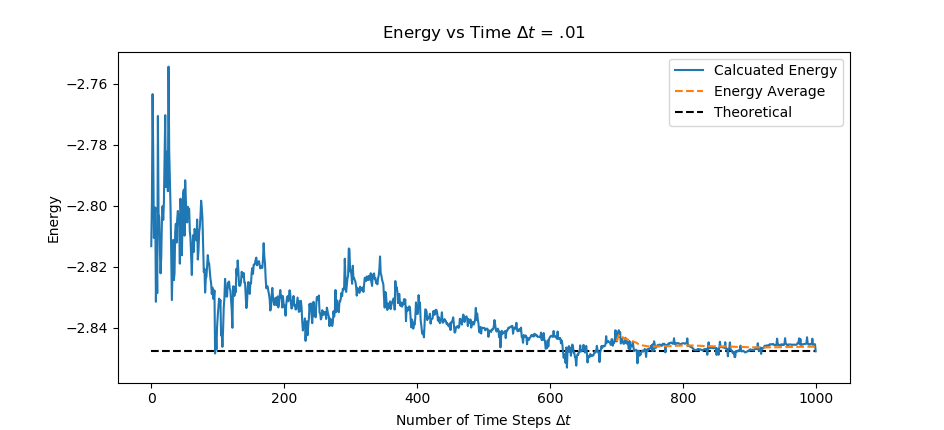 Energy vs Time Δt = .01
Calcuated Energy
Energy Average
Theoretical
−2.76
−2.78
−2.80
−2.82
−2.84
Energy
0
200
400
600
800
1000
Number of Time Steps Δt